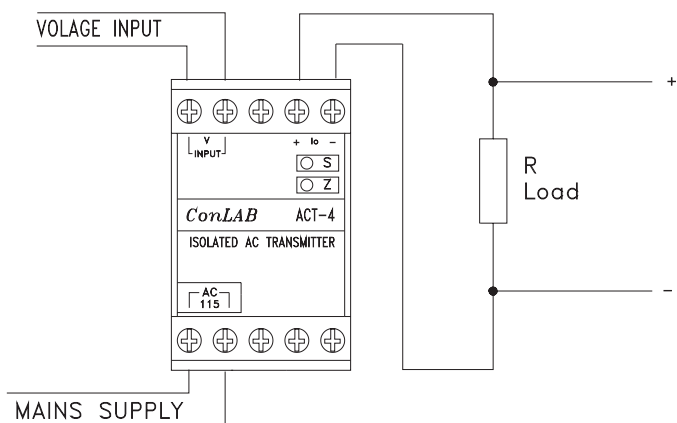 VOLAGE INPUT
V
INPUT
+ Io -
S
Z
ConLAB ACT-4
ISOLATED AC TRANSMITTER
AC
115
MAINS SUPPLY
+
R
Load
-